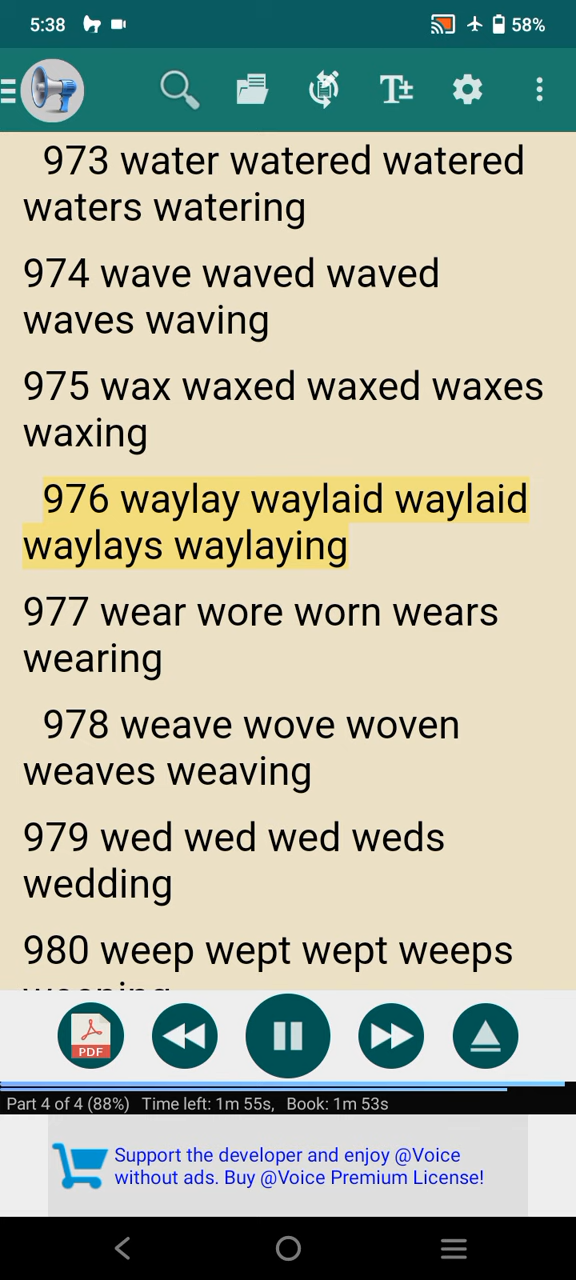 5:38
58%
T±
973 water watered watered
waters watering
974 wave waved waved
waves waving
975 wax waxed waxed waxes
waxing
976 waylay waylaid waylaid
waylays waylaying
977 wear wore worn wears
wearing
978 weave wove woven
weaves weaving
979 wed wed wed weds
wedding
980 weep wept wept weeps
PDF
Part 4 of 4 (88%) Time left: 1m 55s, Book: 1m 53s
Support the developer and enjoy @Voice
without ads. Buy @Voice Premium License!